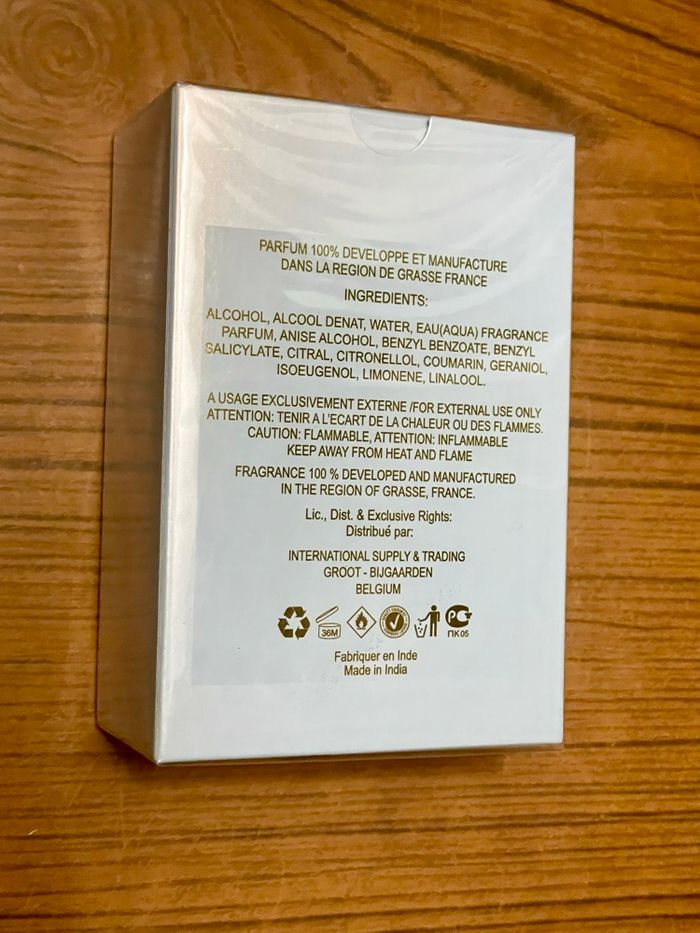 PARFUM 100% DEVELOPPE ET MANUFACTURE
DANS LA REGION DE GRASSE FRANCE
INGREDIENTS:
ALCOHOL, ALCOOL DENAT, WATER, EAU(AQUA) FRAGRANCE
PARFUM, ANISE ALCOHOL, BENZYL BENZOATE, BENZYL
SALICYLATE, CITRAL, CITRONELLOL, COUMARIN, GERANIOL,
ISOEUGENOL, LIMONENE, LINALOOL.
A USAGE EXCLUSIVEMENT EXTERNE /FOR EXTERNAL USE ONLY
ATTENTION: TENIR A L'ECART DE LA CHALEUR OU DES FLAMMES.
CAUTION: FLAMMABLE, ATTENTION: INFLAMMABLE
KEEP AWAY FROM HEAT AND FLAME
FRAGRANCE 100 % DEVELOPED AND MANUFACTURED
IN THE REGION OF GRASSE, FRANCE.
Lic., Dist. & Exclusive Rights:
Distribué par:
INTERNATIONAL SUPPLY & TRADING
GROOT - BIJGAARDEN
BELGIUM
36M
ПК 05
Fabriquer en Inde
Made in India